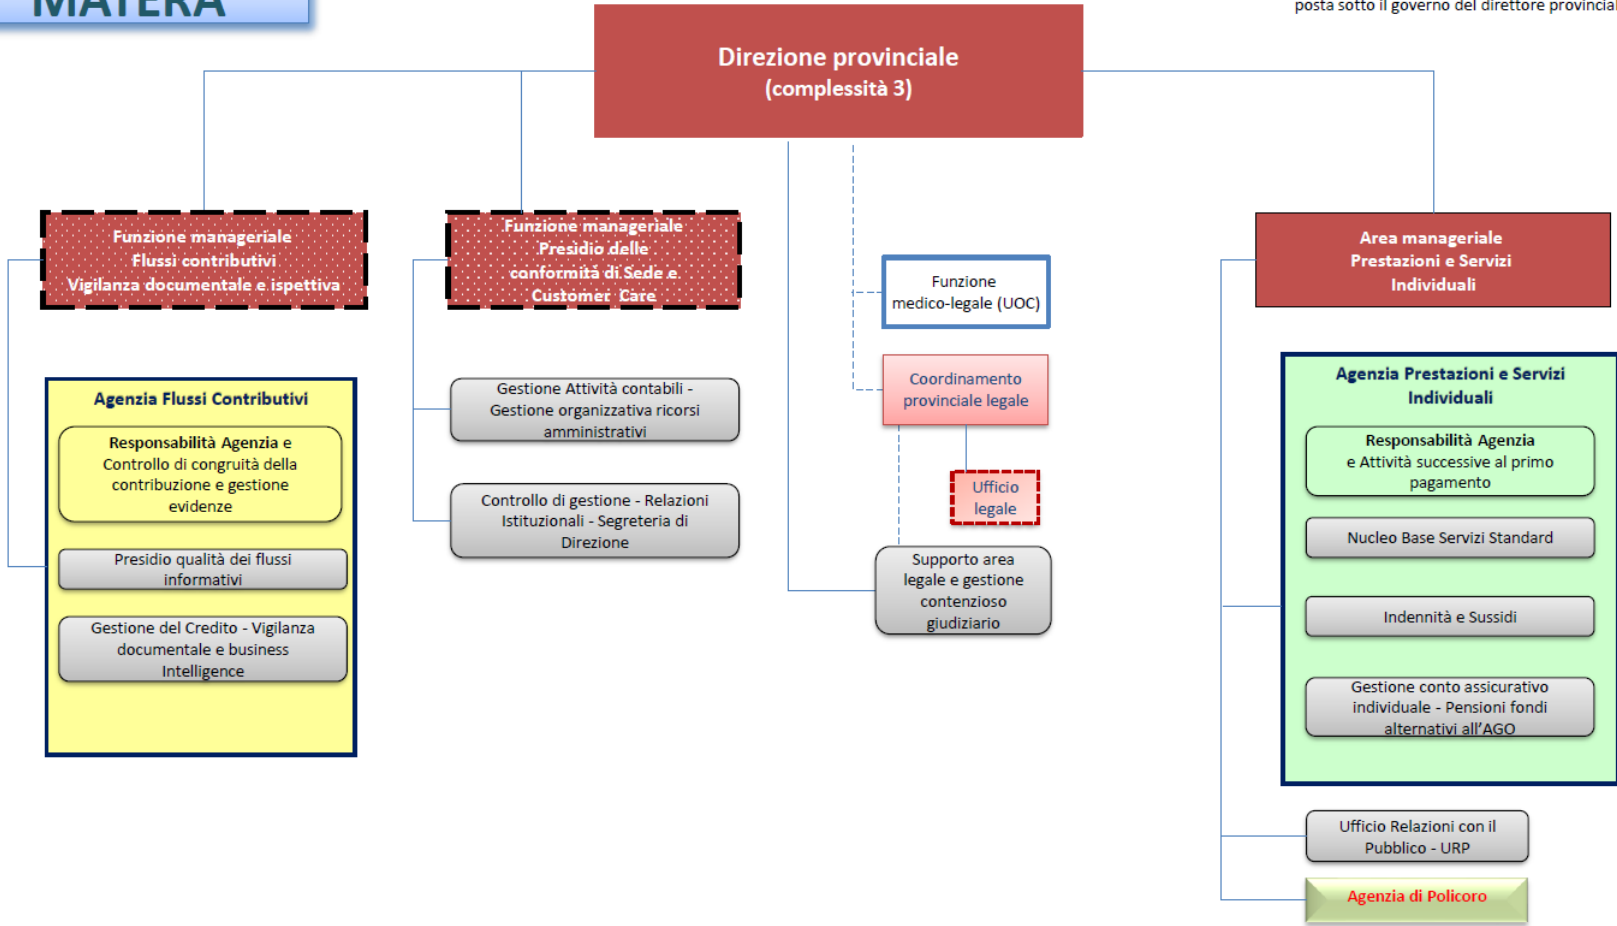 MATERA
posta sotto il governo del direttore provincial
Direzione provinciale
(complessità 3)
Funzione manageriale
Flussi contributivi
Vigilanza documentale e ispettiva
Funzione manageriale
Presidio delle
conformità di Sede e
Customer Care
Area manageriale
Prestazioni e Servizi
Individuali
Funzione
medico-legale (UOC)
Coordinamento
provinciale legale
Ufficio
legale
Supporto area
legale e gestione
contenzioso
giudiziario
Agenzia Flussi Contributivi
Responsabilità Agenzia e
Controllo di congruità della
contribuzione e gestione
evidenze
Presidio qualità dei flussi
informativi
Gestione del Credito - Vigilanza
documentale e business
Intelligence
Gestione Attività contabili -
Gestione organizzativa ricorsi
amministrativi
Controllo di gestione - Relazioni
Istituzionali - Segreteria di
Direzione
Agenzia Prestazioni e Servizi
Individuali
Responsabilità Agenzia
e Attività successive al primo
pagamento
Nucleo Base Servizi Standard
Indennità e Sussidi
Gestione conto assicurativo
individuale - Pensioni fondi
alternativi all'AGO
Ufficio Relazioni con il
Pubblico - URP
Agenzia di Policoro